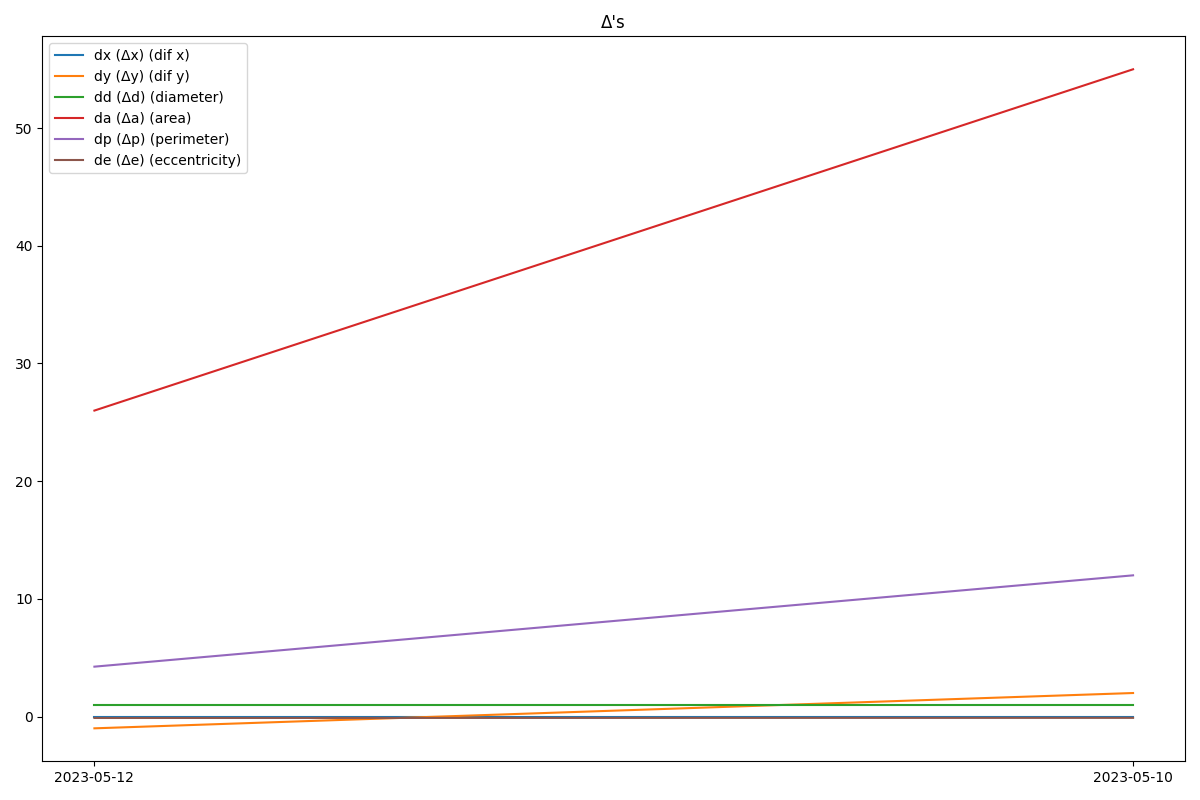 Δ's
dx (Δx) (dif x)
dy (Δy) (dif y)
dd (Δd) (diameter)
da (Δa) (area)
dp (Δp) (perimeter)
de (Δe) (eccentricity)
50
40
30
20
10
0
2023-05-12 2023-05-10